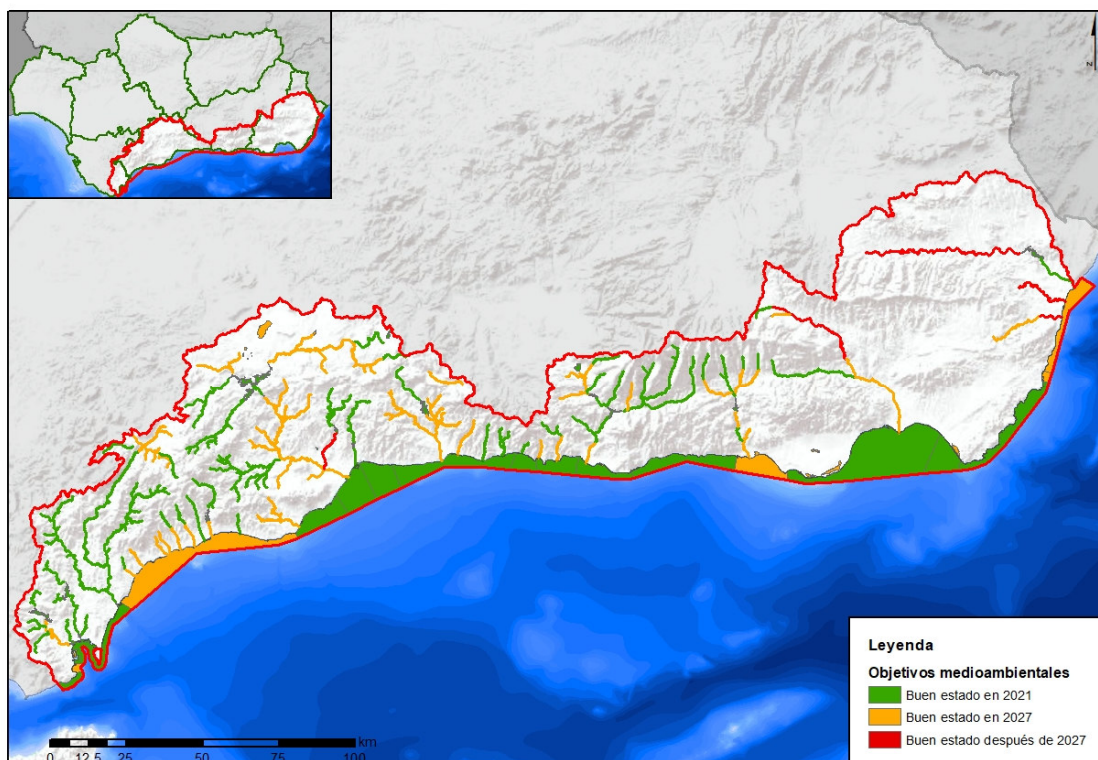 N
Leyenda
Objetivos medioambientales
Buen estado en 2021
Buen estado en 2027
Buen estado después de 2027
km
0 12,5 25 50 75 100